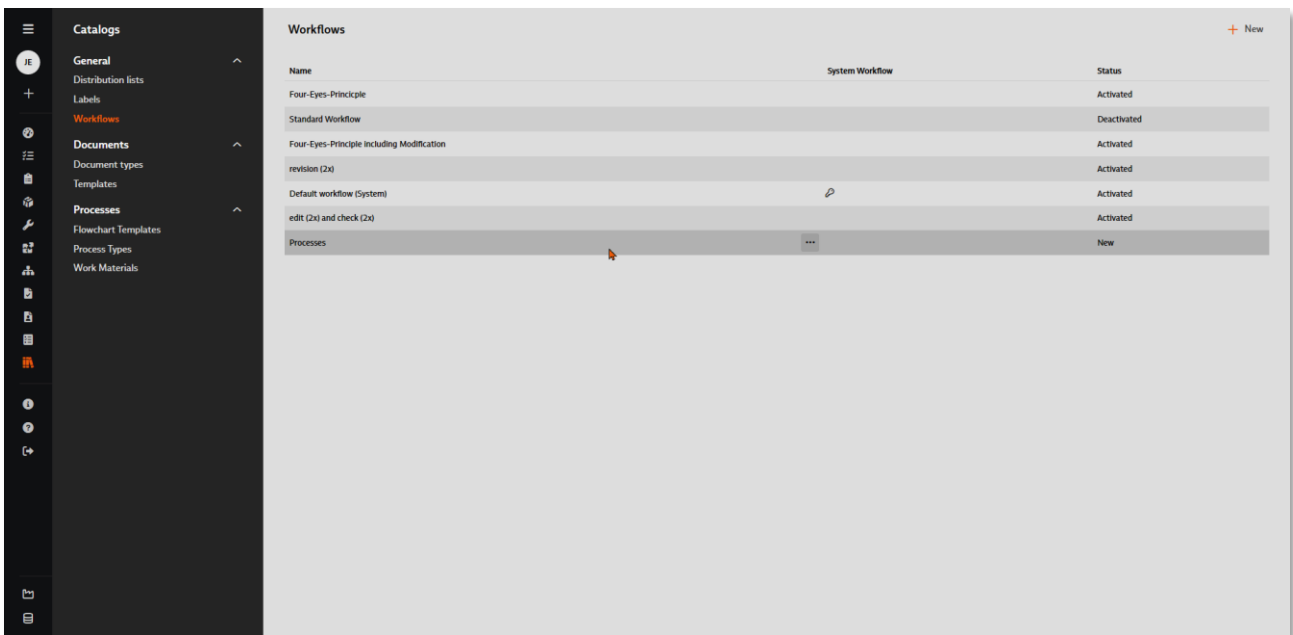 Catalogs
JE
General
Distribution lists
Labels
Workflows
Documents
Document types
Templates
Processes
Flowchart Templates
Process Types
Work Materials
Workflows
+ New
Name System Workflow Status
Four-Eyes-Princicple Activated
Standard Workflow Deactivated
Four-Eyes-Principle Including Modification Activated
revision (2x) Activated
Default workflow (System) Activated
edit (2x) and check (2x) Activated
Processes ... New